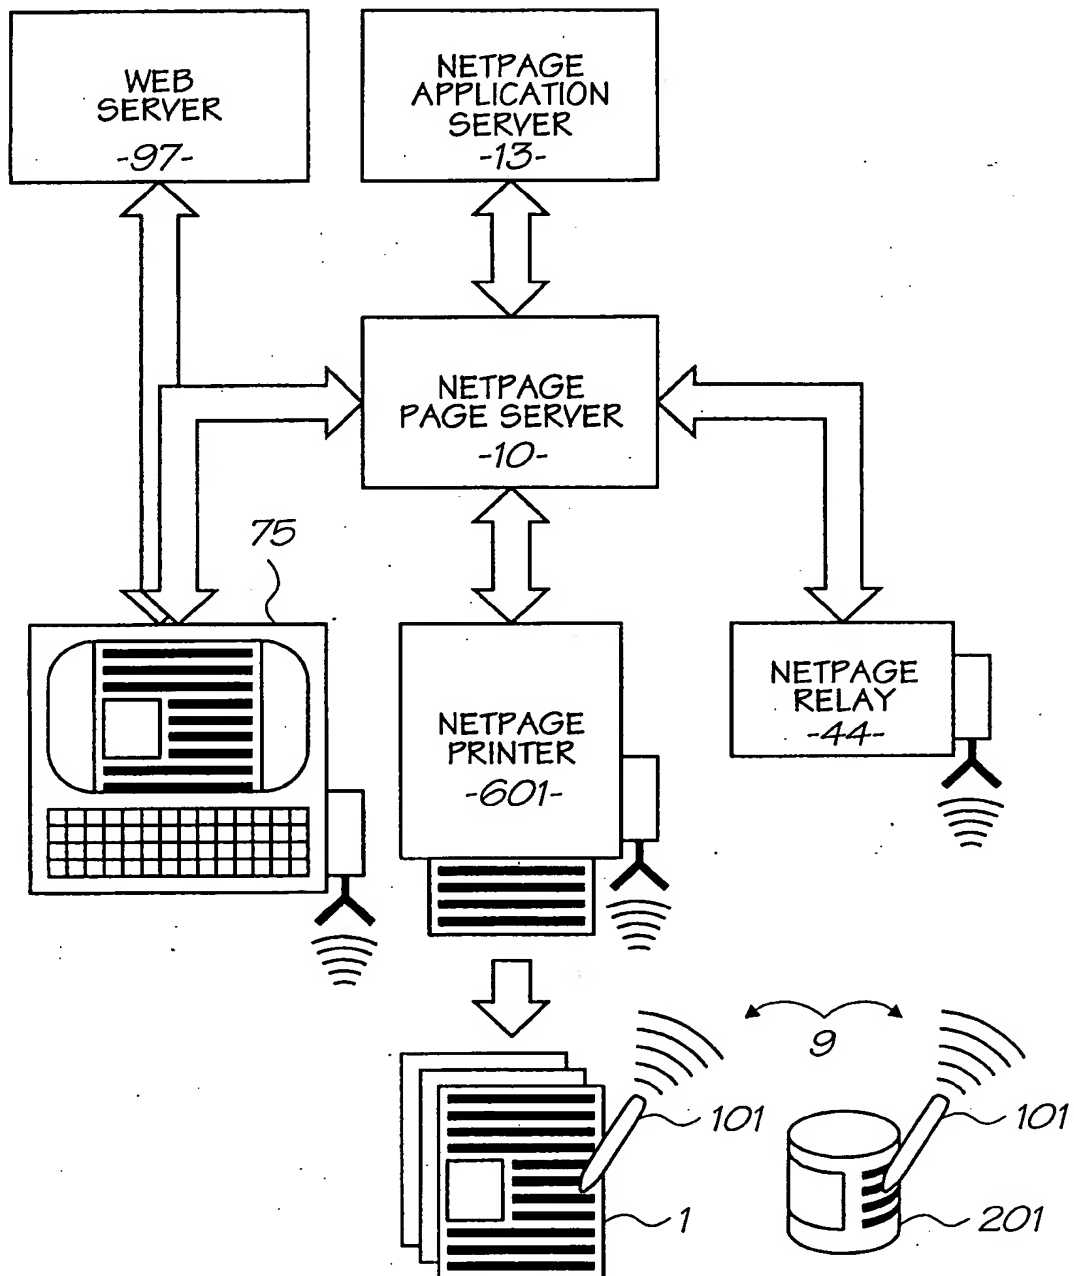 WEB
SERVER
-97-
NETPAGE
APPLICATION
SERVER
-13-
NETPAGE
PAGE SERVER
-10-
75
NETPAGE
PRINTER
-601-
NETPAGE
RELAY
-44-
9
101
101
1
201